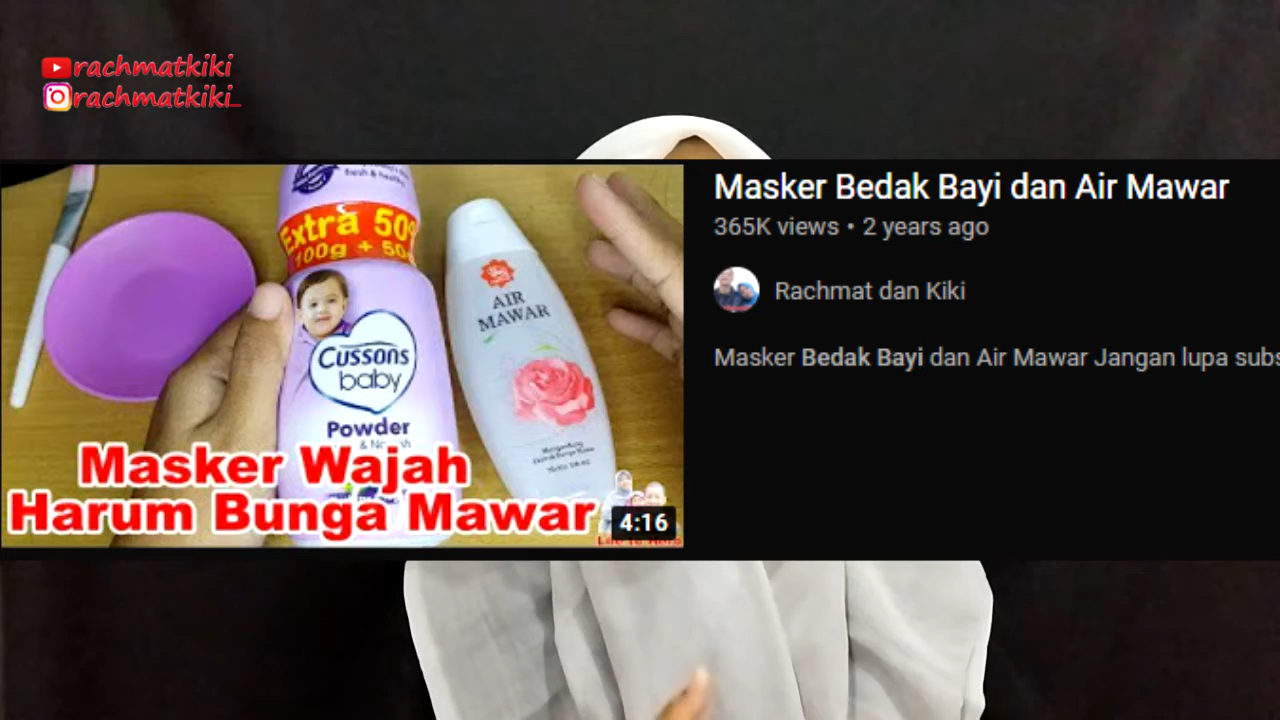 rachmatkiki
rachmatkiki_
fresh & health
Extra 50
100g + 50
Cussons
baby
Powder
AIR
MAWAR
Masker Wajah
Harum Bunga Mawar
4:16
Masker Bedak Bayi dan Air Mawar
365K views • 2 years ago
Rachmat dan Kiki
Masker Bedak Bayi dan Air Mawar Jangan lupa subs